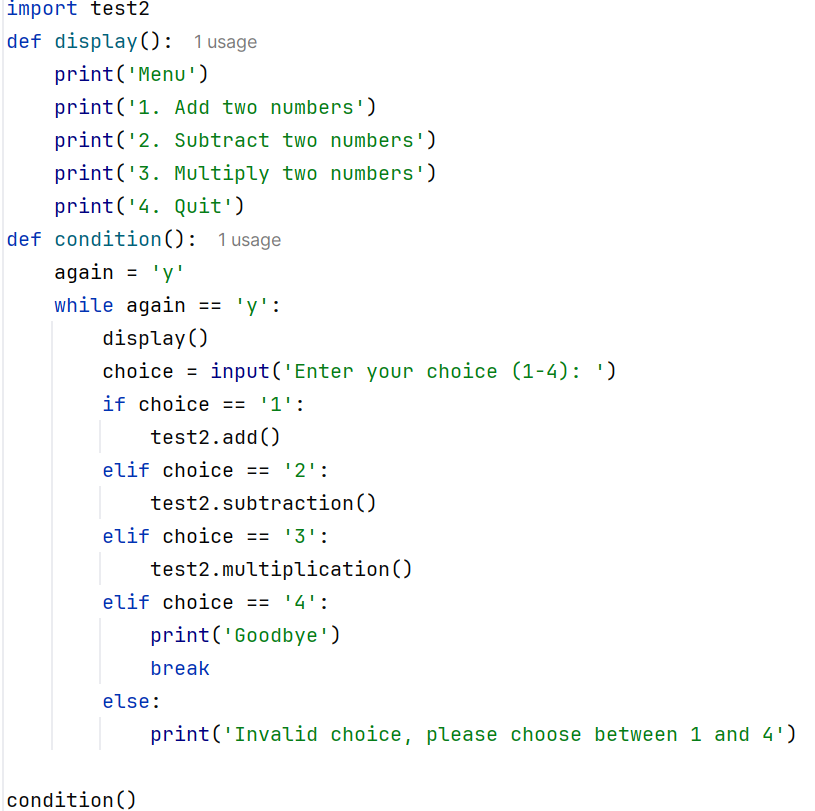 import test2
def display():  1 usage
    print('Menu')
    print('1. Add two numbers')
    print('2. Subtract two numbers')
    print('3. Multiply two numbers')
    print('4. Quit')
def condition():  1 usage
    again = 'y'
    while again == 'y':
        display()
        choice = input('Enter your choice (1-4): ')
        if choice == '1':
            test2.add()
        elif choice == '2':
            test2.subtraction()
        elif choice == '3':
            test2.multiplication()
        elif choice == '4':
            print('Goodbye')
            break
        else:
            print('Invalid choice, please choose between 1 and 4')
condition()